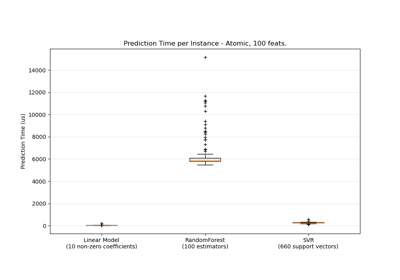 Prediction Time per Instance - Atomic, 100 feats.
Prediction Time (us)
14000
12000
10000
8000
6000
4000
2000
0
Linear Model
(10 non-zero coefficients)
RandomForest
(100 estimators)
SVR
(660 support vectors)